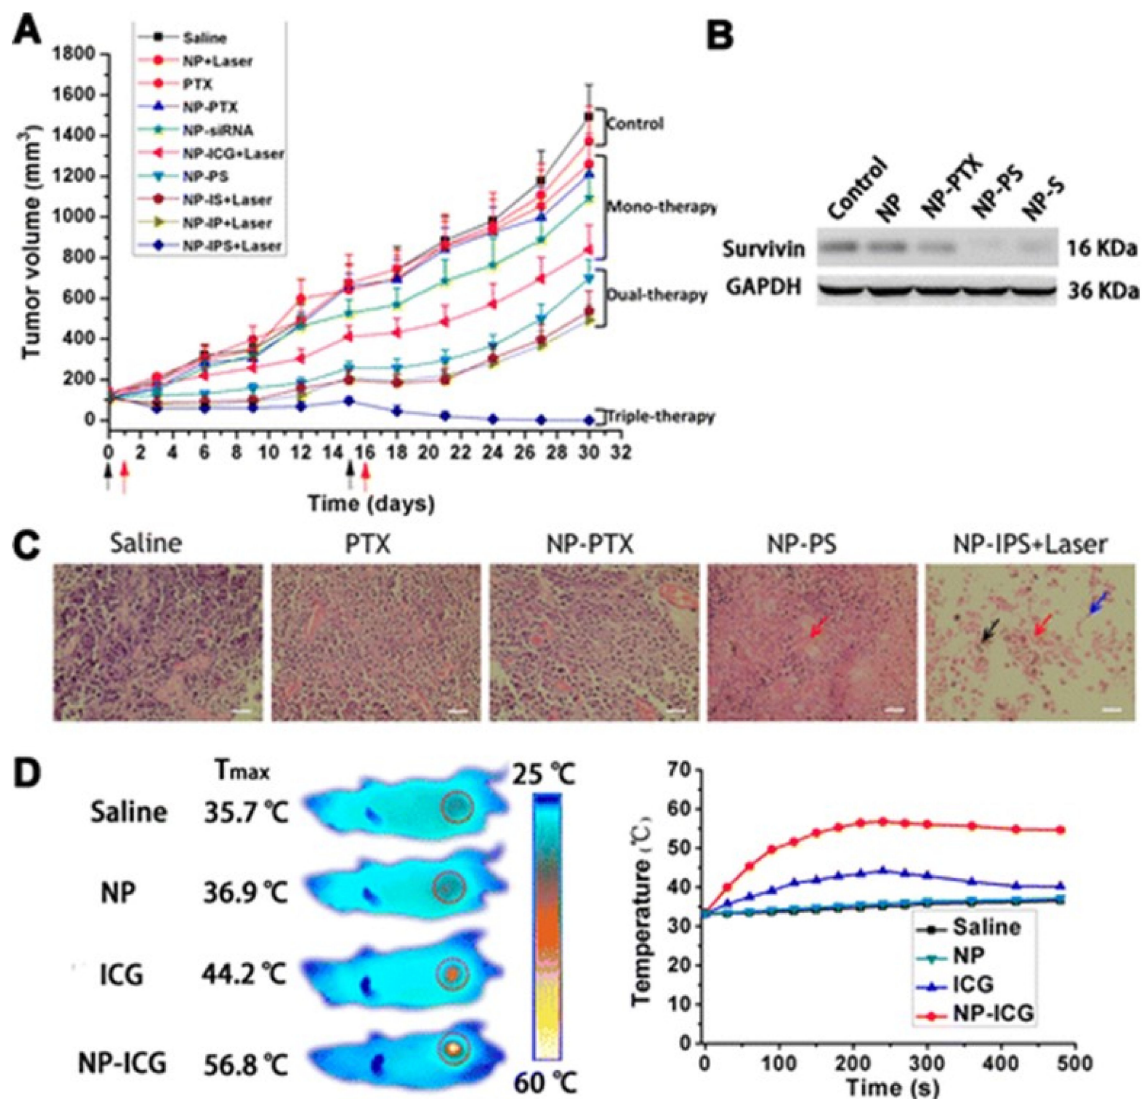 A
Saline
NP+Laser
PTX
NP-PTX
NP-siRNA
NP-ICG+Laser
NP-PS
NP-IS+Laser
NP-IP+Laser
NP-IPS+Laser
Tumor volume (mm³)
1800
1600
1400
1200
1000
800
600
400
200
0
Control
Mono-therapy
Dual-therapy
Triple-therapy
0 2 4 6 8 10 12 14 16 18 20 22 24 26 28 30 32
Time (days)
B
Control NP NP-PTX NP-PS NP-S
Survivin 16 KDa
GAPDH 36 KDa
C
Saline PTX NP-PTX NP-PS NP-IPS+Laser
D
Tmax
Saline 35.7 ℃
NP 36.9 ℃
ICG 44.2 ℃
NP-ICG 56.8 ℃
25 ℃
60 ℃
Temperature (℃)
70
60
50
40
30
20
10
0
Saline
NP
ICG
NP-ICG
0 100 200 300 400 500
Time (s)